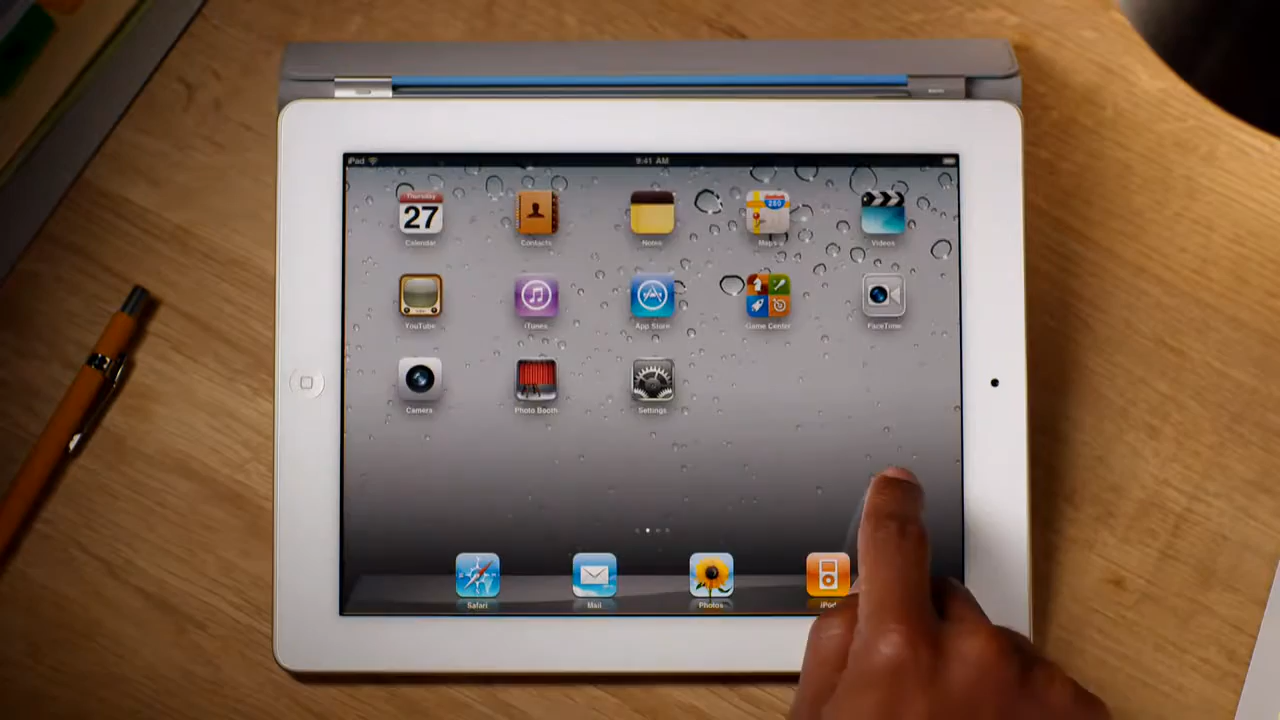 iPad 9:41 AM
Thursday
27
280
Calendar Contacts Notes Maps Videos
YouTube iTunes App Store Game Center FaceTime
Camera Photo Booth Settings
Safari Mail Photos iPod